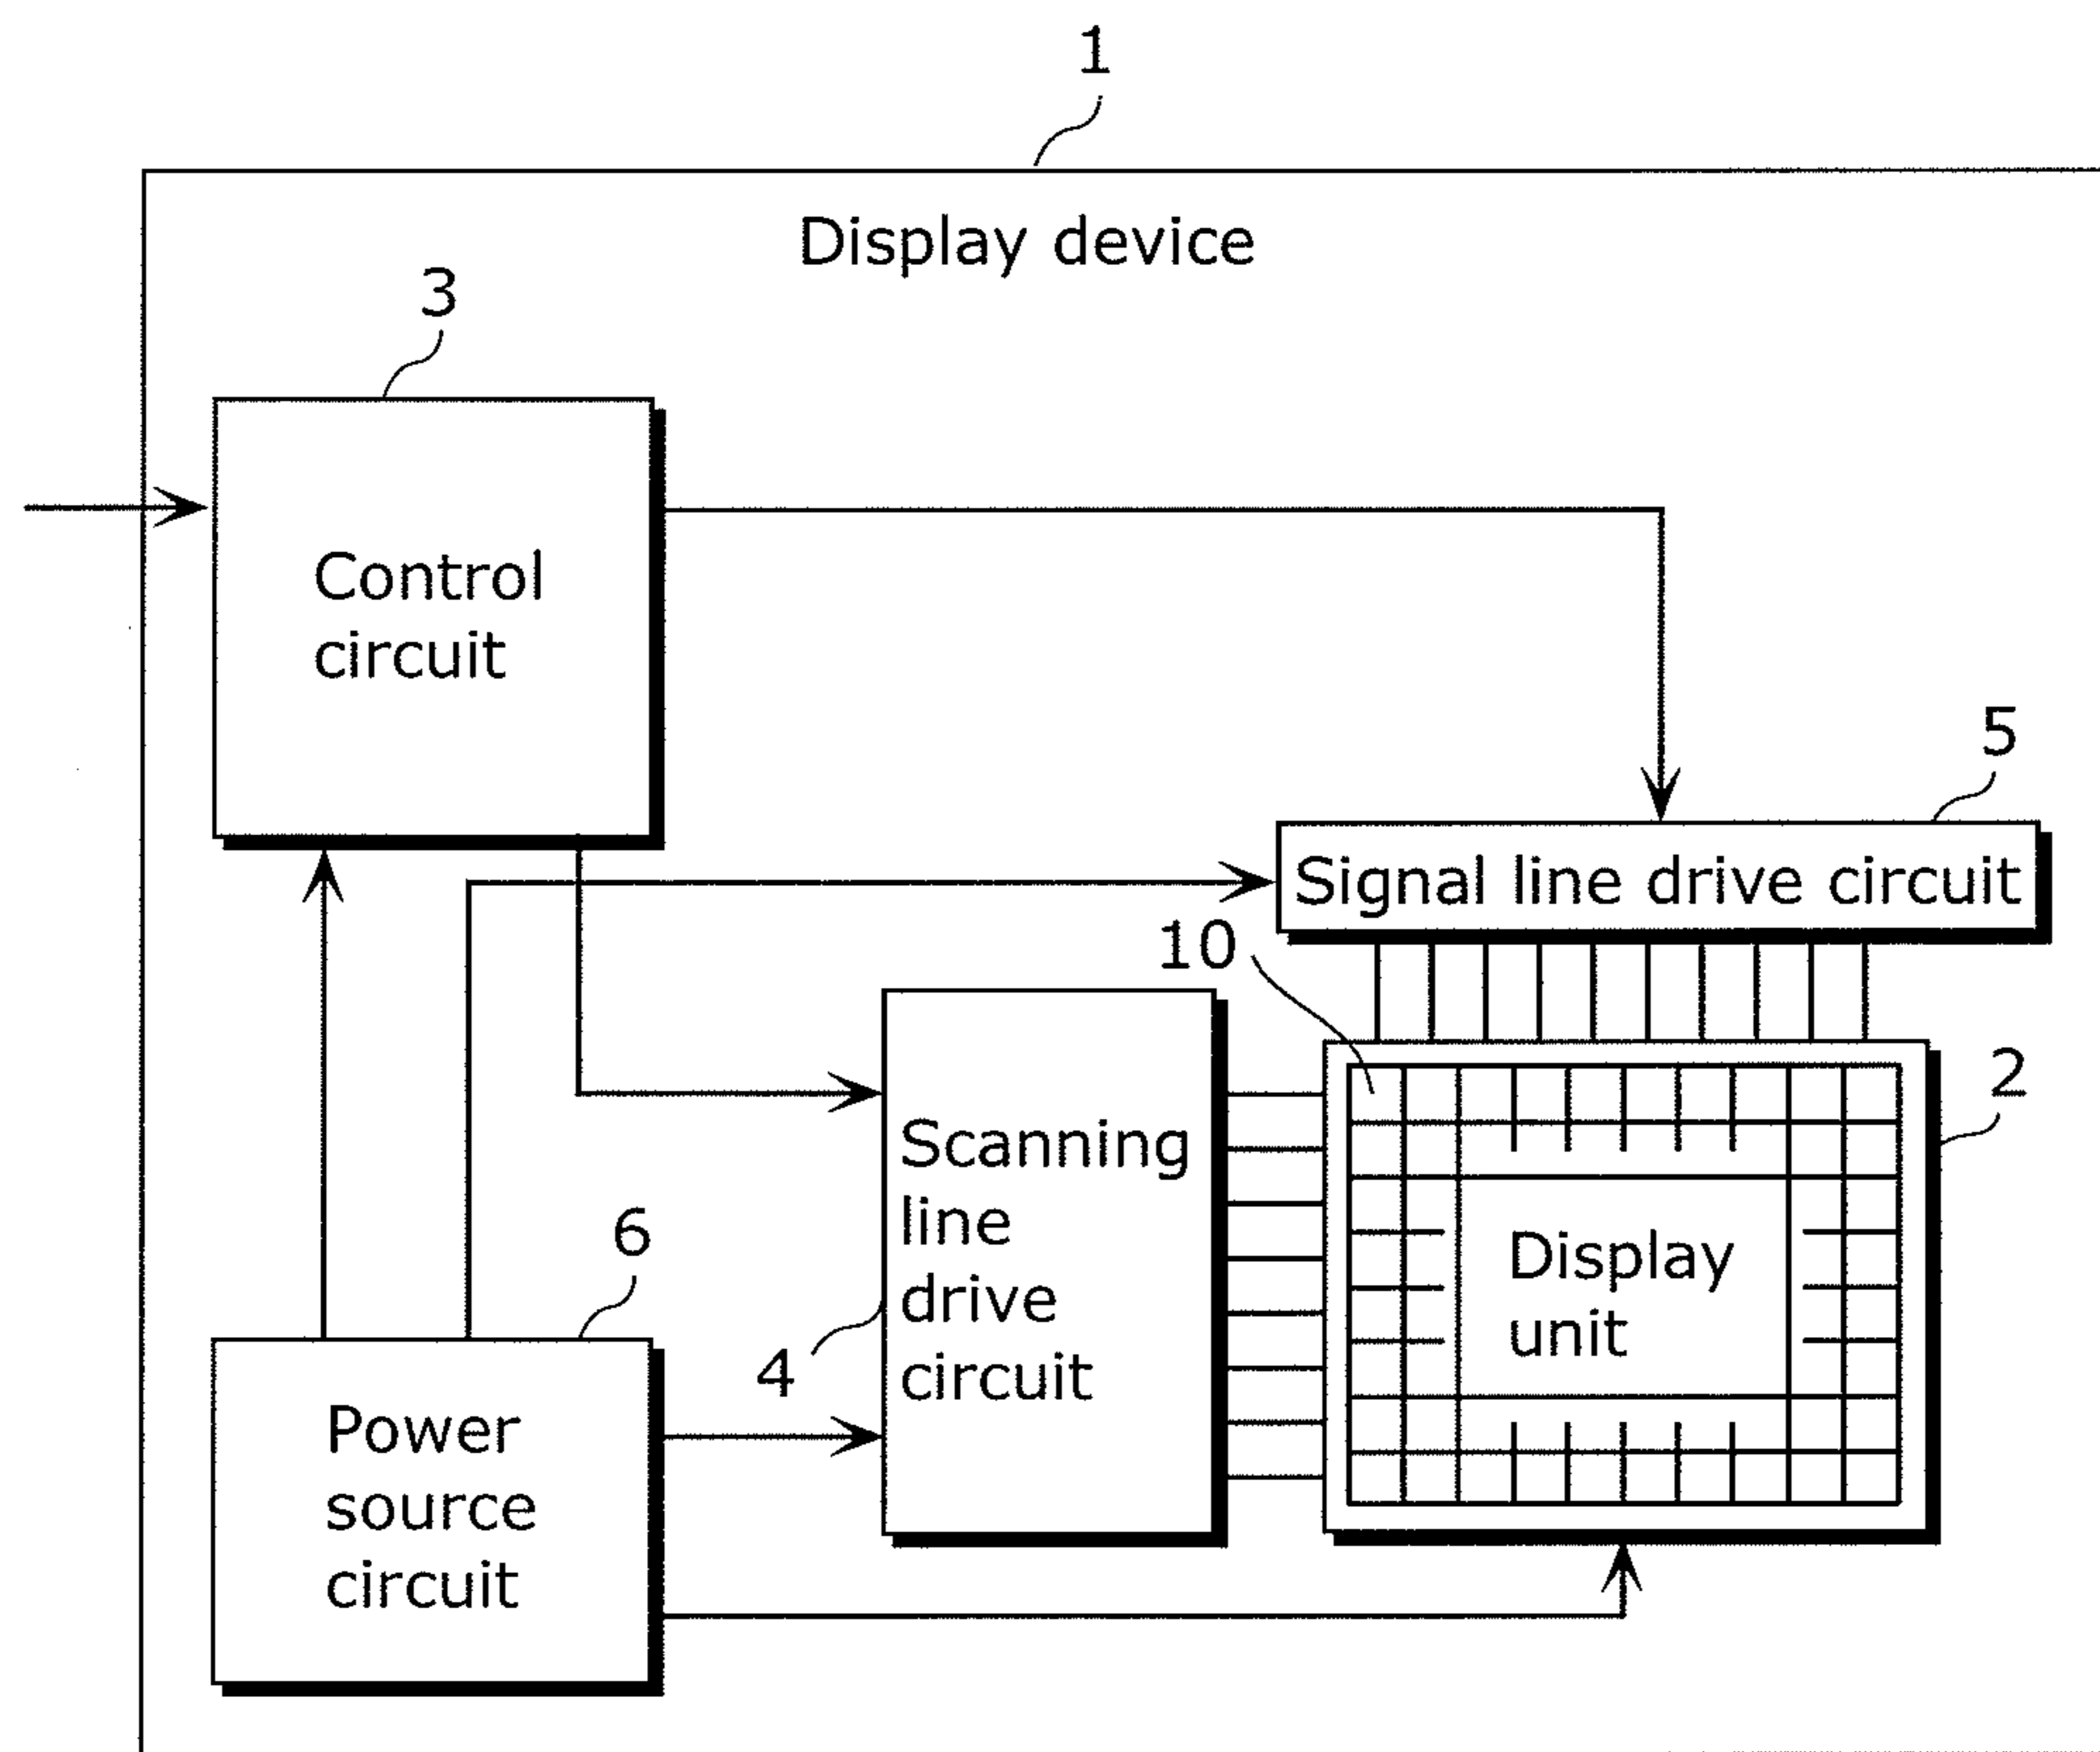 1
Display device
3
Control
circuit
5
Signal line drive circuit
10
2
Scanning
line
drive
circuit
4
Display
unit
6
Power
source
circuit